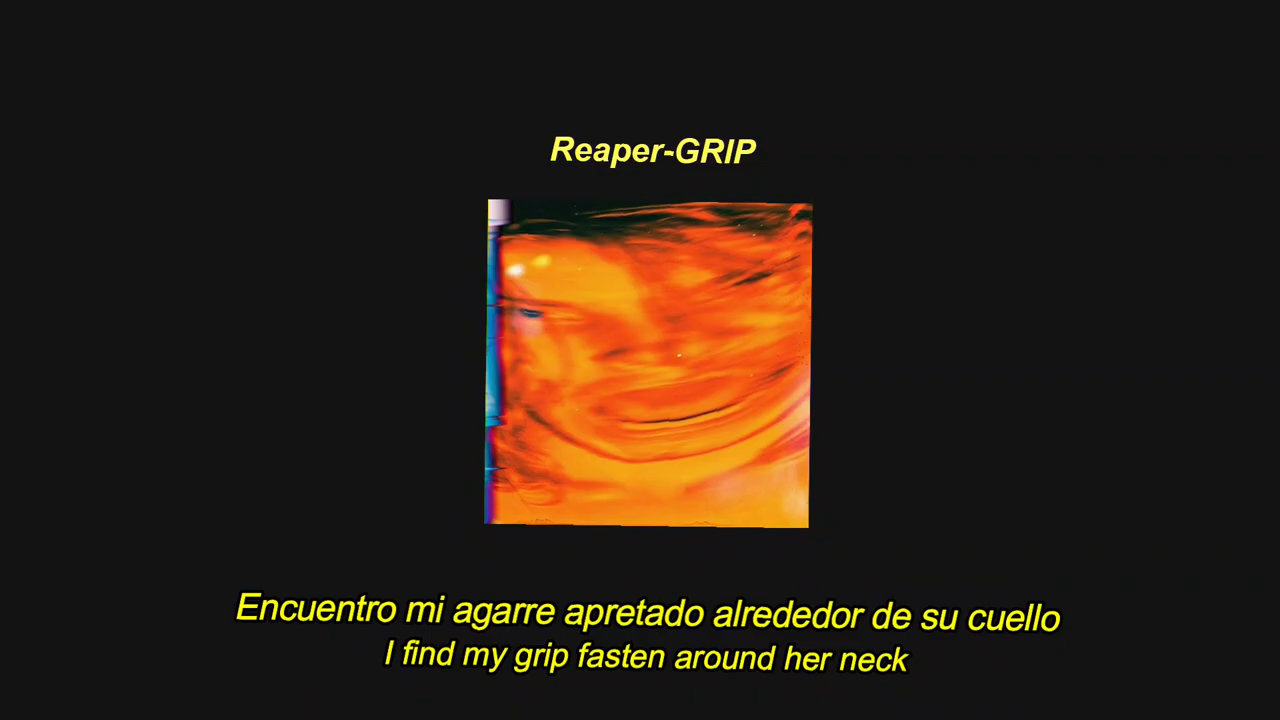 Reaper-GRIP
Encuentro mi agarre apretado alrededor de su cuello
I find my grip fasten around her neck